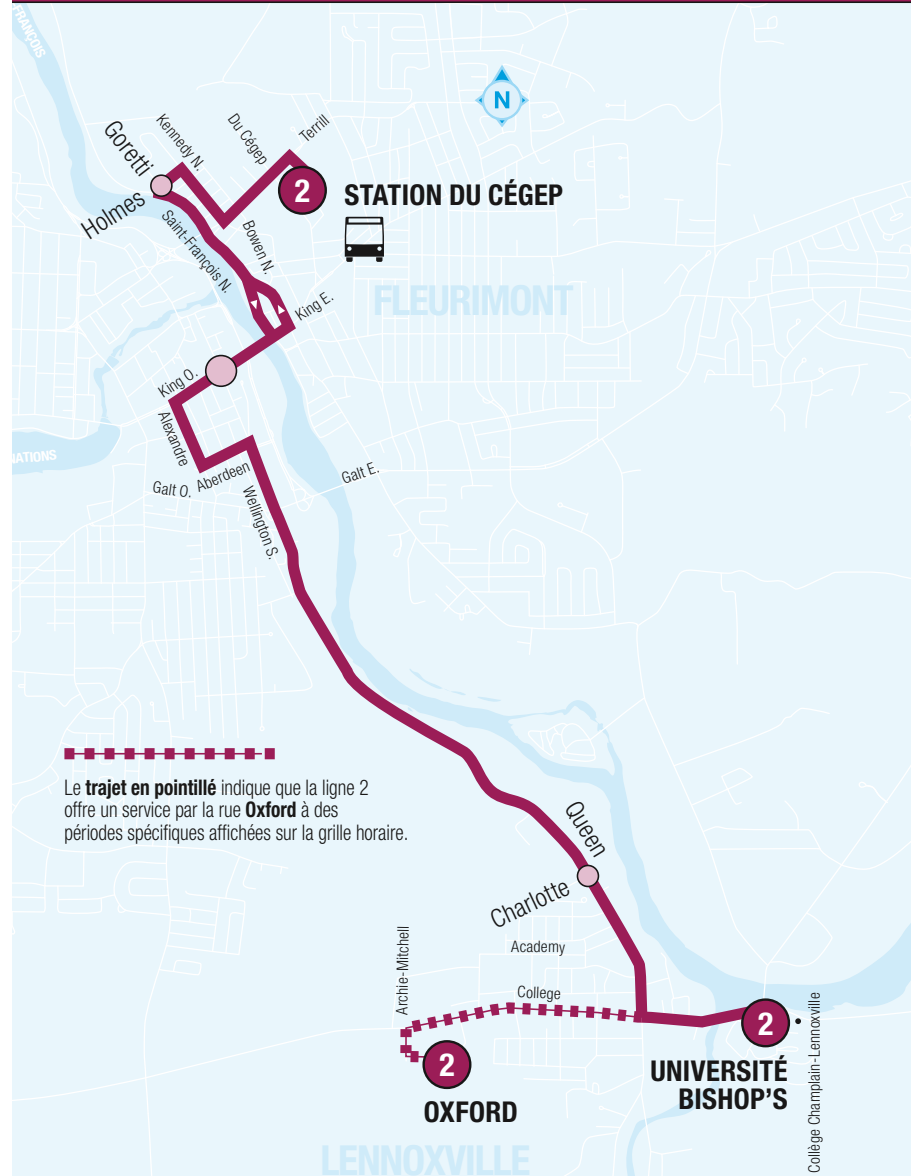 FRANÇOIS
N
Kennedy N.
Du Cégep
Terrill
Goretti
Holmes
2
STATION DU CÉGEP
Saint-François N.
Bowen N.
FLEURIMONT
King E.
King O.
Alexandre
NATIONS
Galt O.
Aberdeen
Wellington S.
Galt E.
Le trajet en pointillé indique que la ligne 2
offre un service par la rue Oxford à des
périodes spécifiques affichées sur la grille horaire.
Queen
Charlotte
Archie-Mitchell
Academy
College
2
OXFORD
2
UNIVERSITÉ
BISHOP'S
Collège Champlain-Lennoxville
LENNOXVILLE